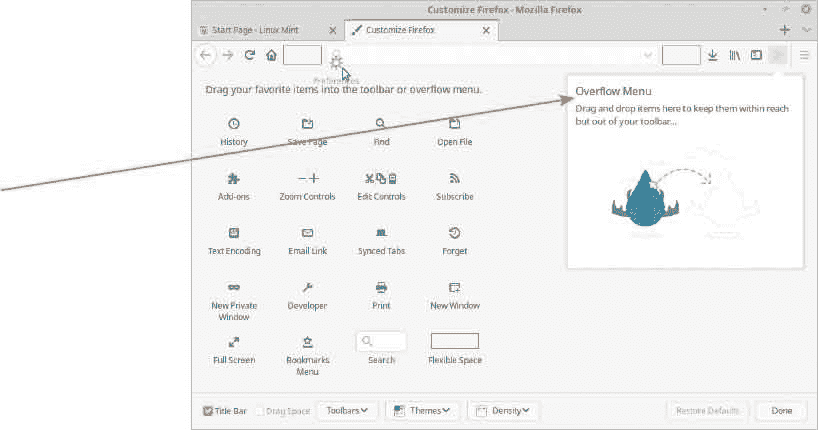 Customize Firefox - Mozilla Firefox
Start Page - Linux Mint
Customize Firefox
Preferences
Drag your favorite items into the toolbar or overflow menu.
Overflow Menu
Drag and drop items here to keep them within reach
but out of your toolbar...
History Save Page Find Open File
Add-ons Zoom Controls Edit Controls Subscribe
Text Encoding Email Link Synced Tabs Forget
New Private
Window
Developer Print New Window
Full Screen
Bookmarks
Menu
Search Flexible Space
Title Bar Drag Space Toolbars Themes Density Restore Defaults Done